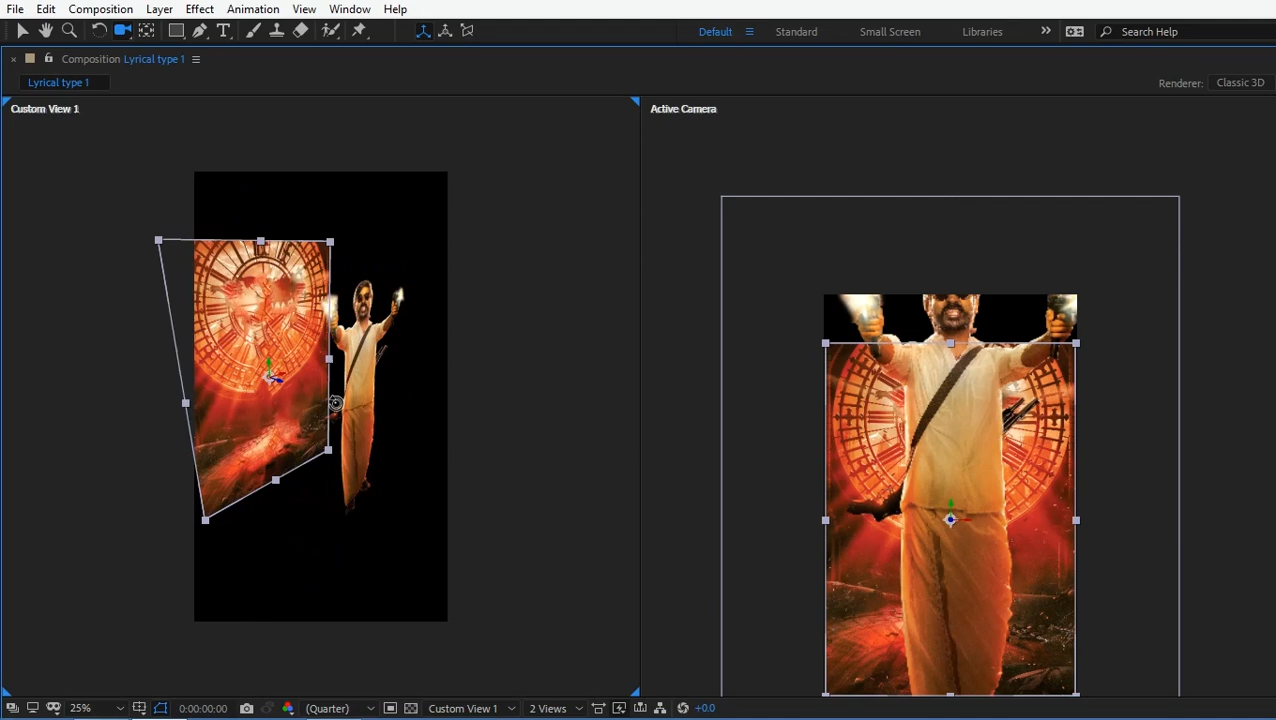 File Edit Composition Layer Effect Animation View Window Help
Default Standard Small Screen Libraries Search Help
Composition Lyrical type 1
Lyrical type 1
Renderer: Classic 3D
Custom View 1 Active Camera
25% 0:00:00:00 (Quarter) Custom View 1 2 Views +0.0